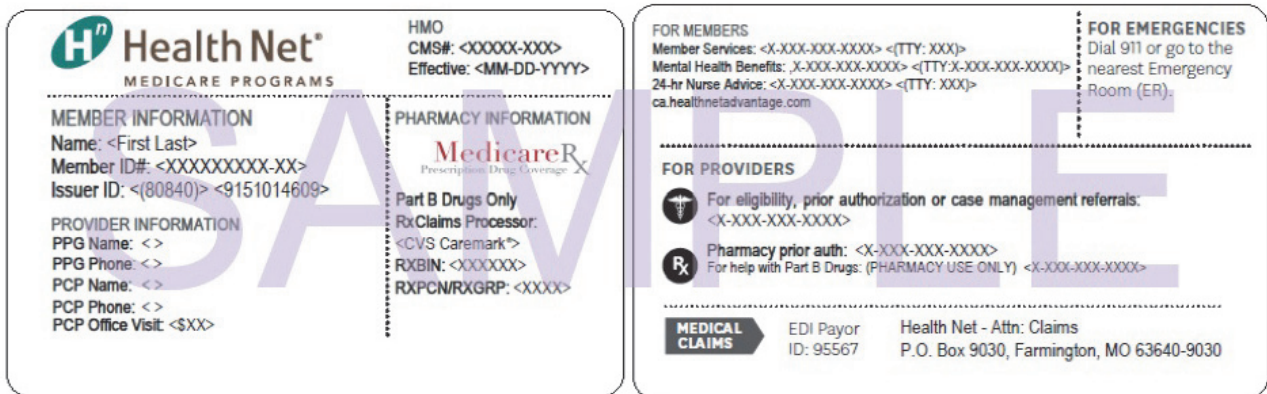 Hn Health Net®
MEDICARE PROGRAMS
HMO
CMS#: <XXXXX-XXX>
Effective: <MM-DD-YYYY>
MEMBER INFORMATION
Name: <First Last>
Member ID#: <XXXXXXXXX-XX>
Issuer ID: <(80840)> <9151014609>
PROVIDER INFORMATION
PPG Name: < >
PPG Phone: < >
PCP Name: < >
PCP Phone: < >
PCP Office Visit: <$XX>
PHARMACY INFORMATION
MedicareRx
Prescription Drug Coverage
Part B Drugs Only
RxClaims Processor:
<CVS Caremark®>
RXBIN: <XXXXXX>
RXPCN/RXGRP: <XXXX>
FOR MEMBERS
Member Services: <X-XXX-XXX-XXXX> <(TTY: XXX)>
Mental Health Benefits: ,X-XXX-XXX-XXXX> <(TTY:X-XXX-XXX-XXXX)>
24-hr Nurse Advice: <X-XXX-XXX-XXXX> <(TTY: XXX)>
ca.healthnetadvantage.com
FOR EMERGENCIES
Dial 911 or go to the
nearest Emergency
Room (ER).
FOR PROVIDERS
For eligibility, prior authorization or case management referrals:
<X-XXX-XXX-XXXX>
Rx
Pharmacy prior auth: <X-XXX-XXX-XXXX>
For help with Part B Drugs: (PHARMACY USE ONLY) <X-XXX-XXX-XXXX>
MEDICAL
CLAIMS
EDI Payor
ID: 95567
Health Net - Attn: Claims
P.O. Box 9030, Farmington, MO 63640-9030
SAMPLE